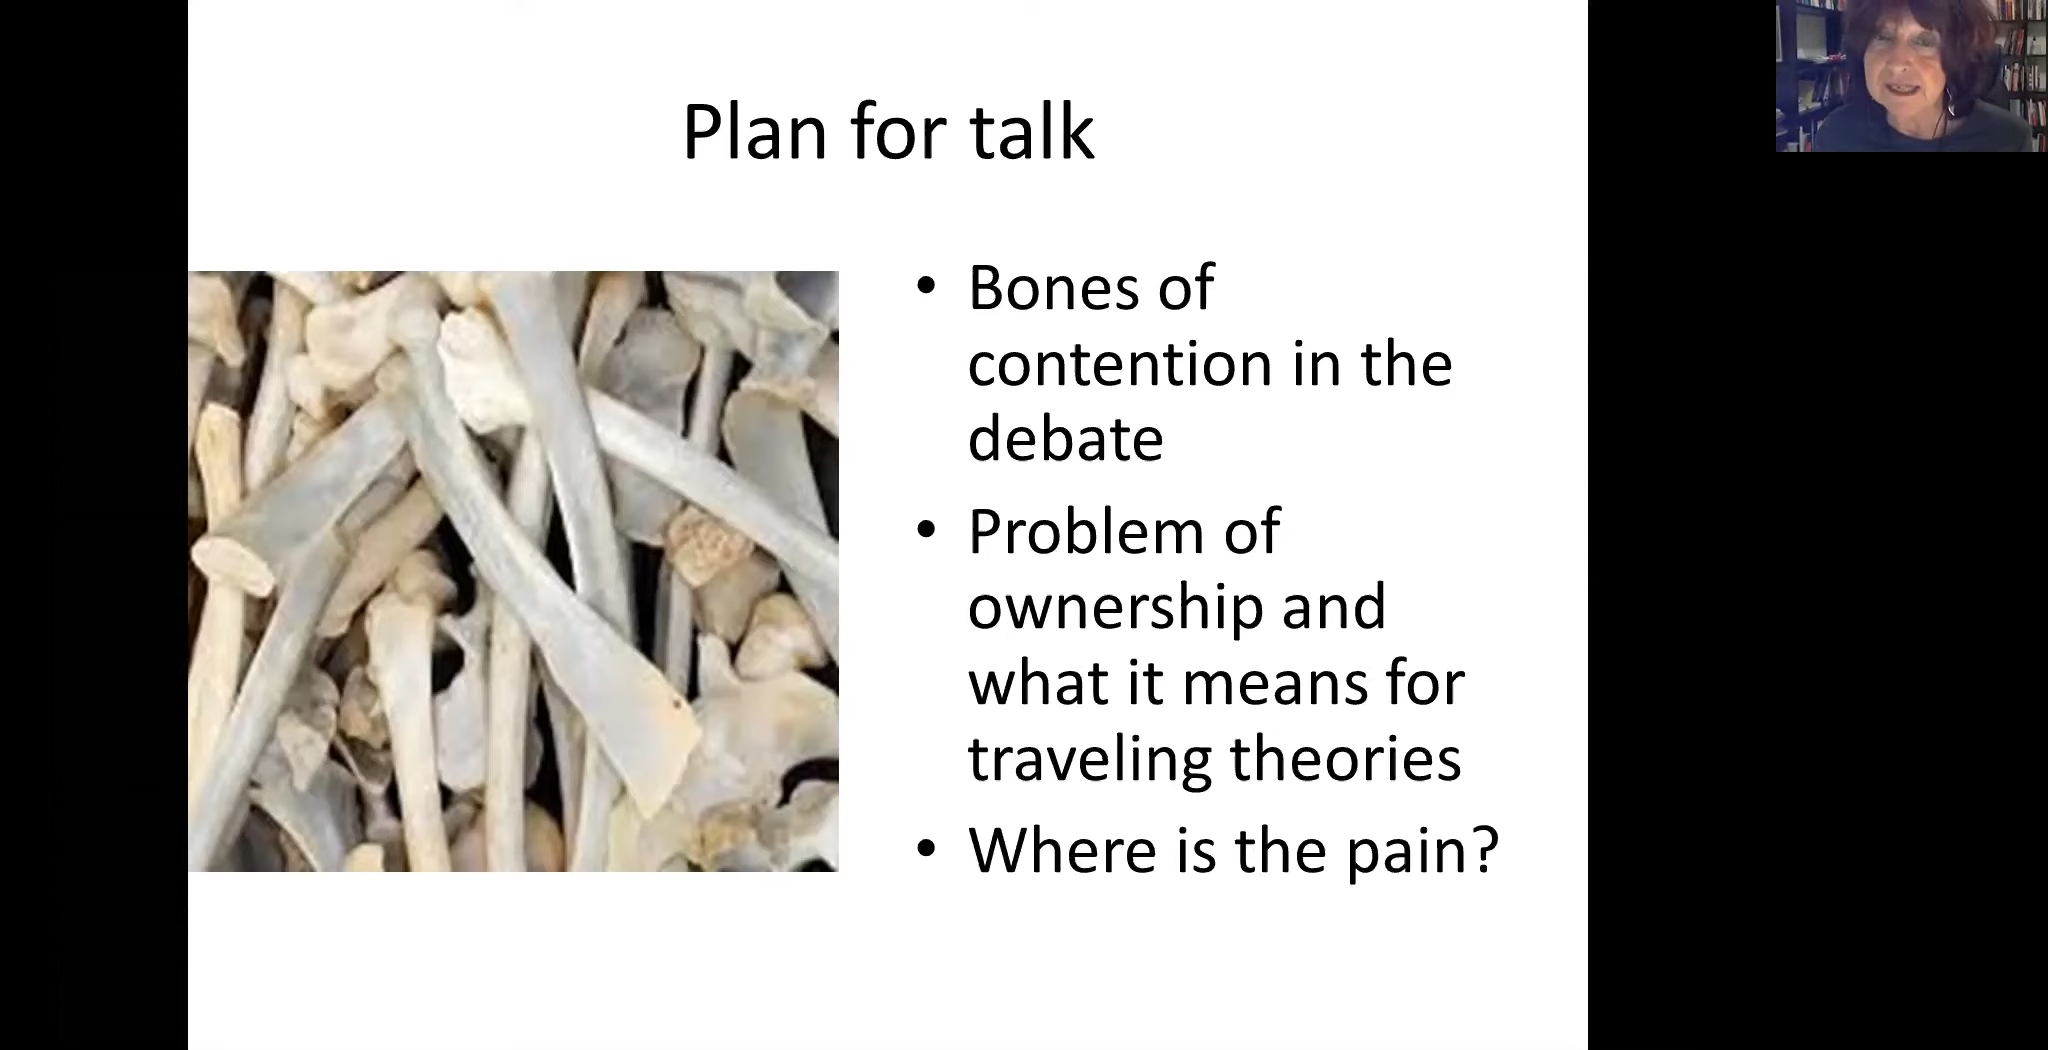 Plan for talk
• Bones of
contention in the
debate
• Problem of
ownership and
what it means for
traveling theories
• Where is the pain?